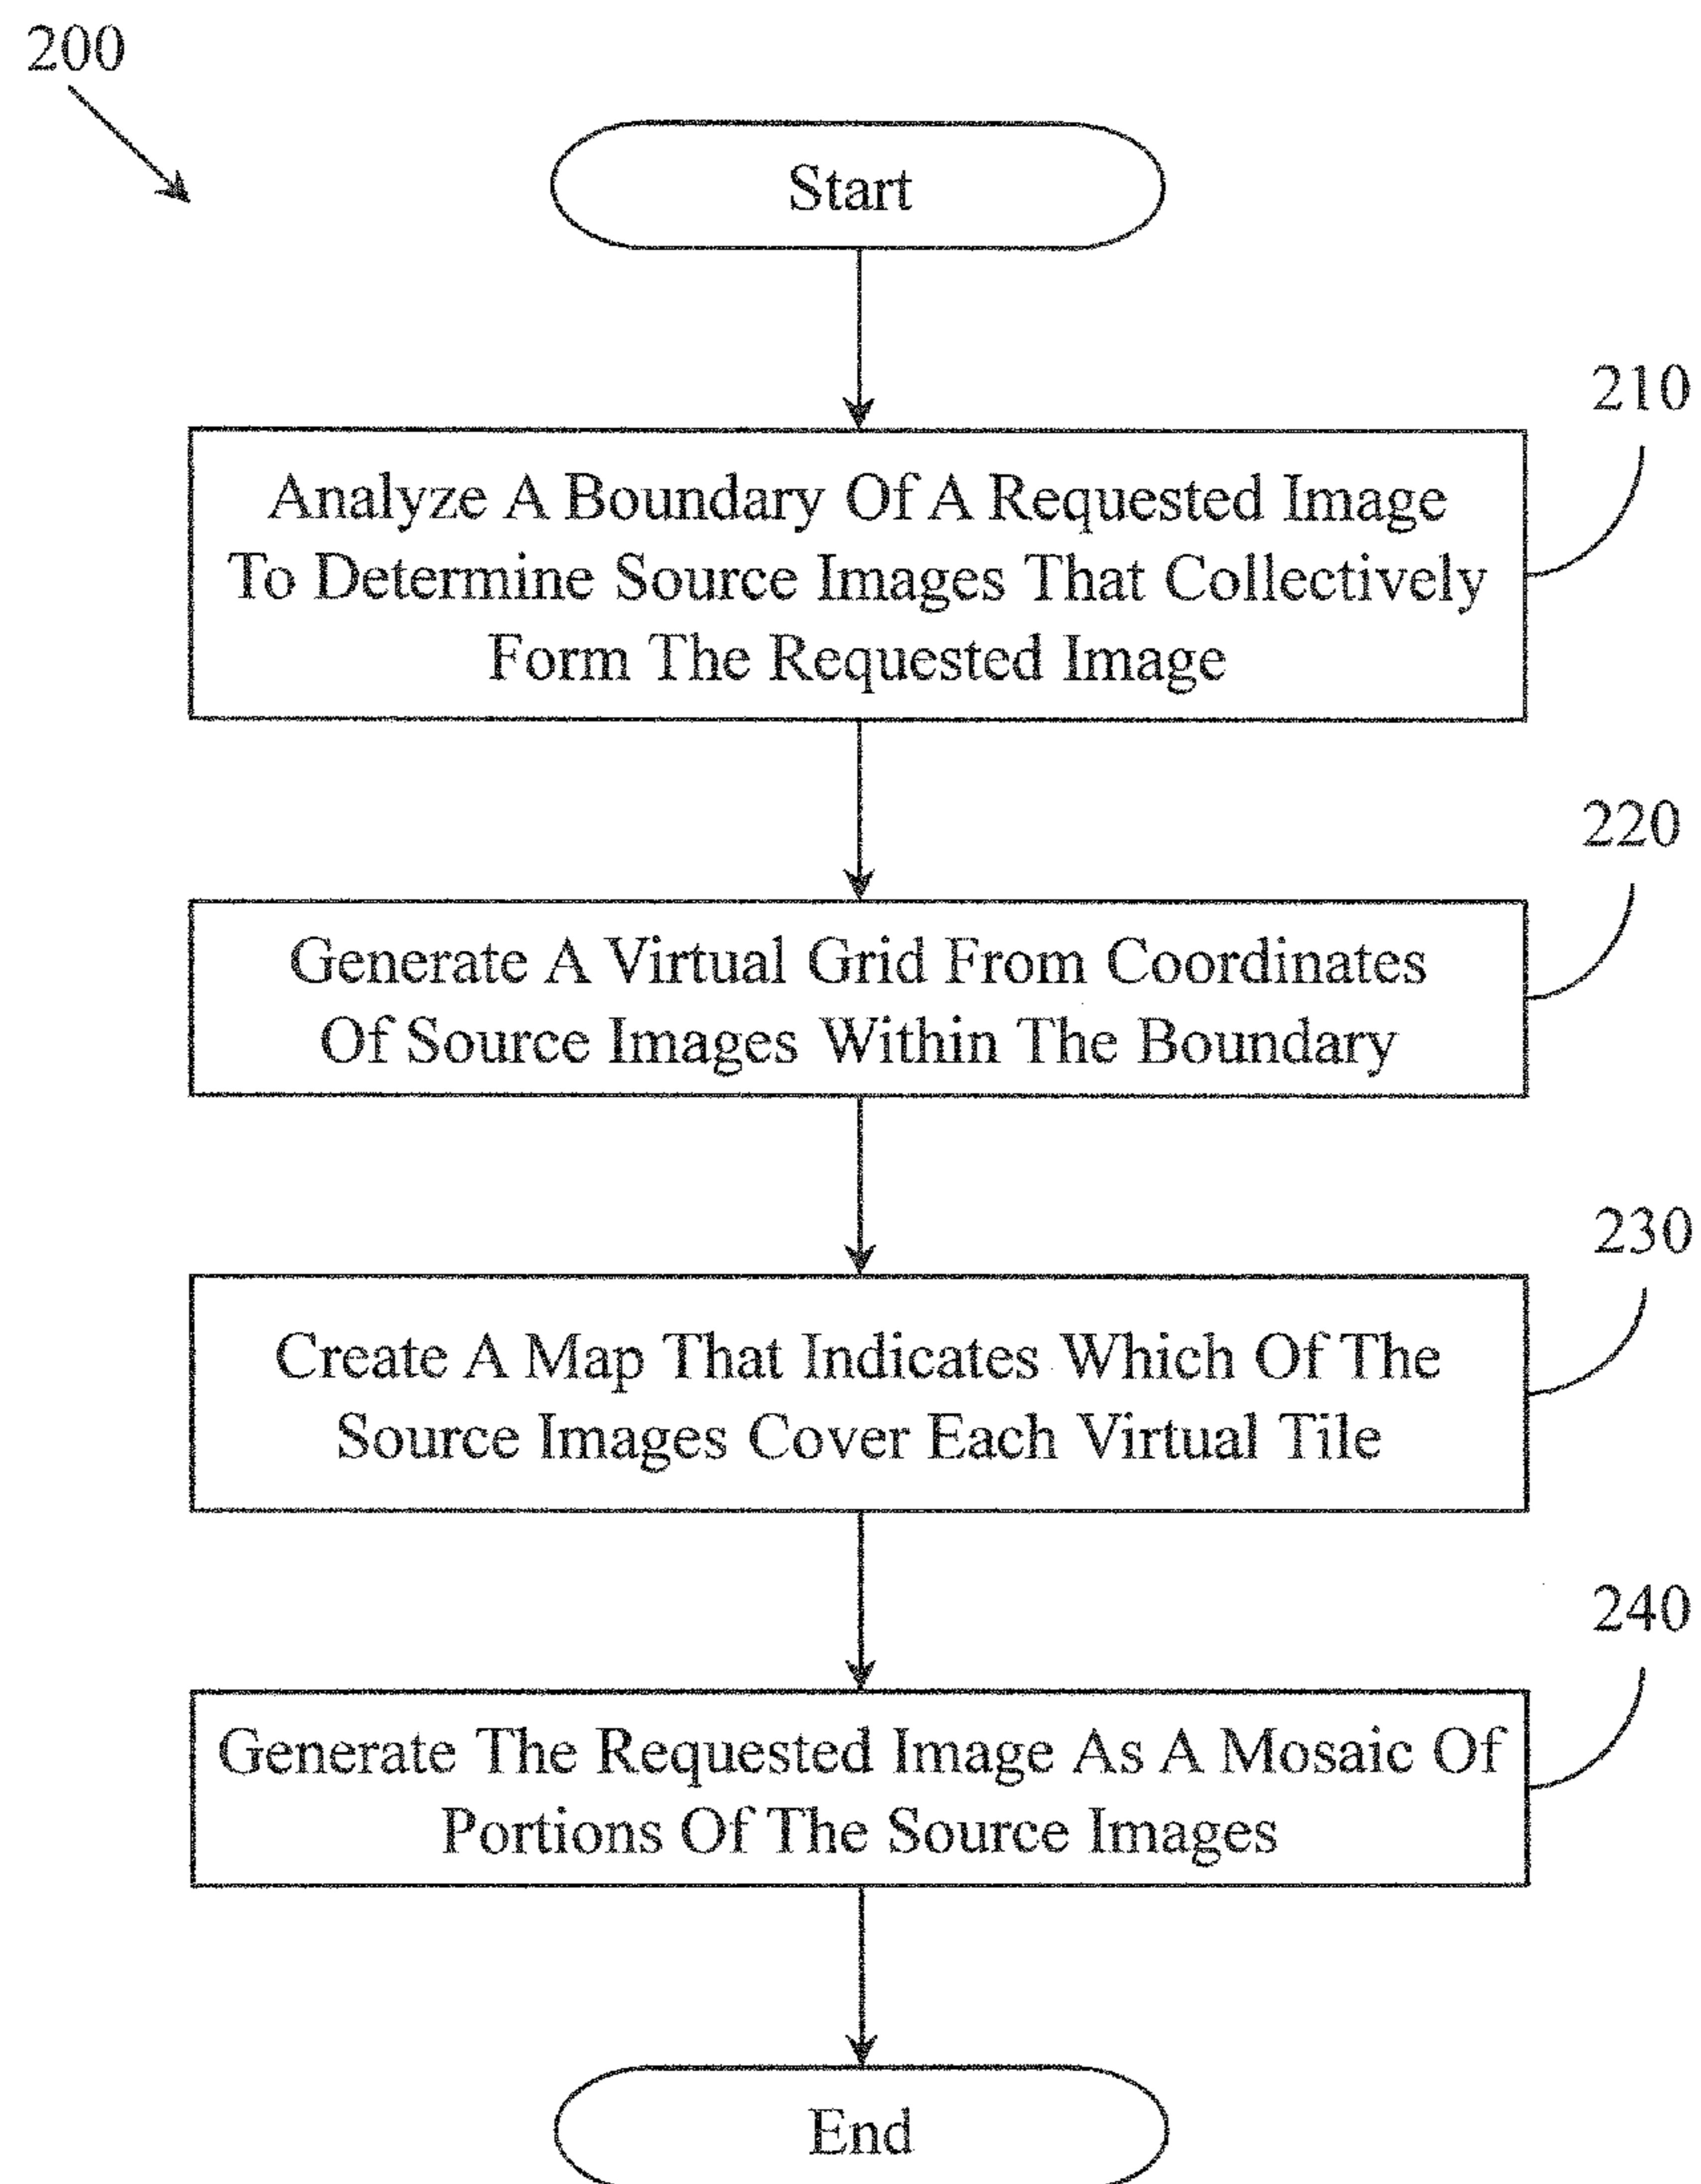 200
Start
210
Analyze A Boundary Of A Requested Image
To Determine Source Images That Collectively
Form The Requested Image
220
Generate A Virtual Grid From Coordinates
Of Source Images Within The Boundary
230
Create A Map That Indicates Which Of The
Source Images Cover Each Virtual Tile
240
Generate The Requested Image As A Mosaic Of
Portions Of The Source Images
End